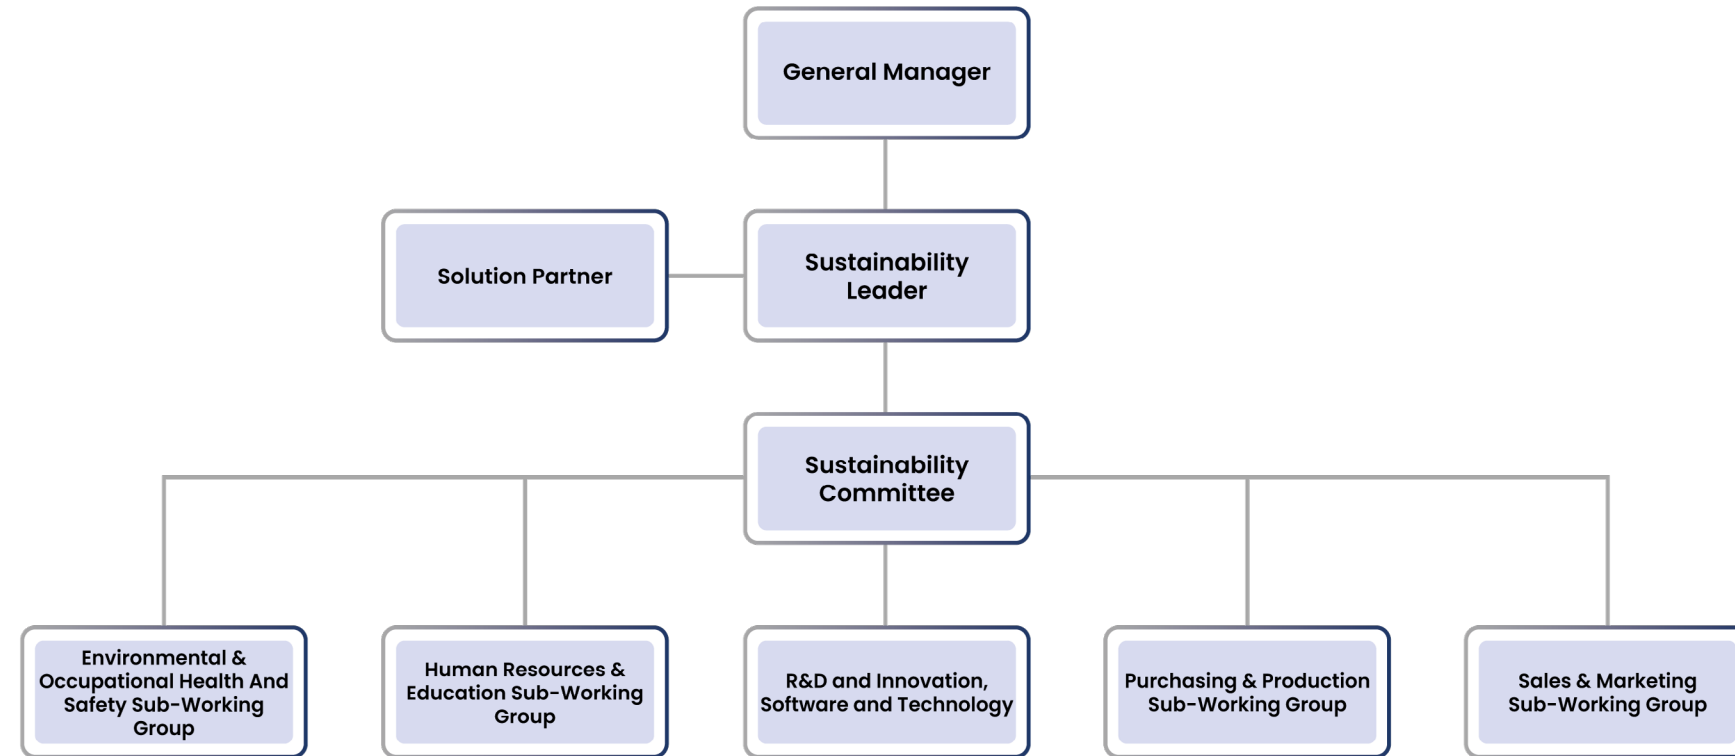 General Manager
Solution Partner
Sustainability
Leader
Sustainability
Committee
Environmental &
Occupational Health And
Safety Sub-Working
Group
Human Resources &
Education Sub-Working
Group
R&D and Innovation,
Software and Technology
Purchasing & Production
Sub-Working Group
Sales & Marketing
Sub-Working Group